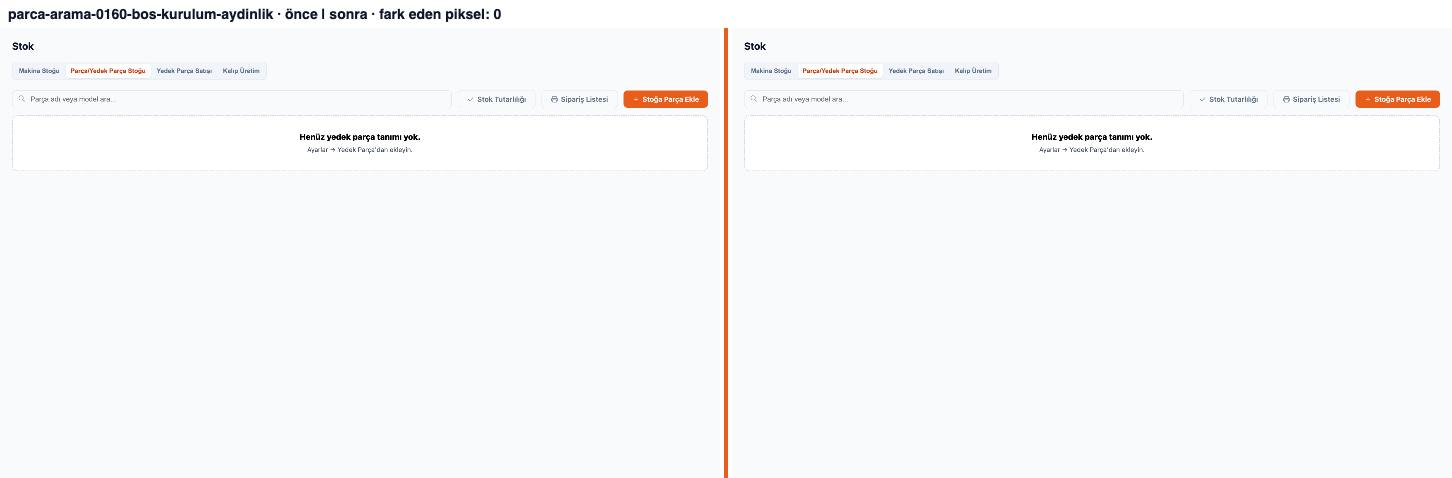 parca-arama-0160-bos-kurulum-aydinlik · önce | sonra · fark eden piksel: 0
Stok
Makina Stoğu Parça/Yedek Parça Stoğu Yedek Parça Satışı Kalıp Üretim
Parça adı veya model ara... Stok Tutarlılığı Sipariş Listesi Stoğa Parça Ekle
Henüz yedek parça tanımı yok.
Ayarlar → Yedek Parça'dan ekleyin.
Stok
Makina Stoğu Parça/Yedek Parça Stoğu Yedek Parça Satışı Kalıp Üretim
Parça adı veya model ara... Stok Tutarlılığı Sipariş Listesi Stoğa Parça Ekle
Henüz yedek parça tanımı yok.
Ayarlar → Yedek Parça'dan ekleyin.